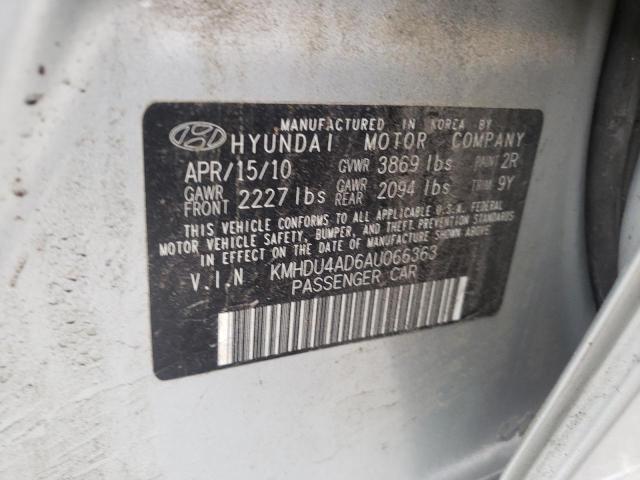 MANUFACTURED IN KOREA BY
HYUNDAI MOTOR COMPANY
APR/15/10 GVWR 3869 lbs PAINT 2R
GAWR FRONT 2227 lbs GAWR REAR 2094 lbs TRIM 9Y
THIS VEHICLE CONFORMS TO ALL APPLICABLE U.S.A. FEDERAL
MOTOR VEHICLE SAFETY, BUMPER, AND THEFT PREVENTION
STANDARDS IN EFFECT ON THE DATE OF MANUFACTURE SHOWN ABOVE.
V.I.N KMHDU4AD6AU066363
PASSENGER CAR